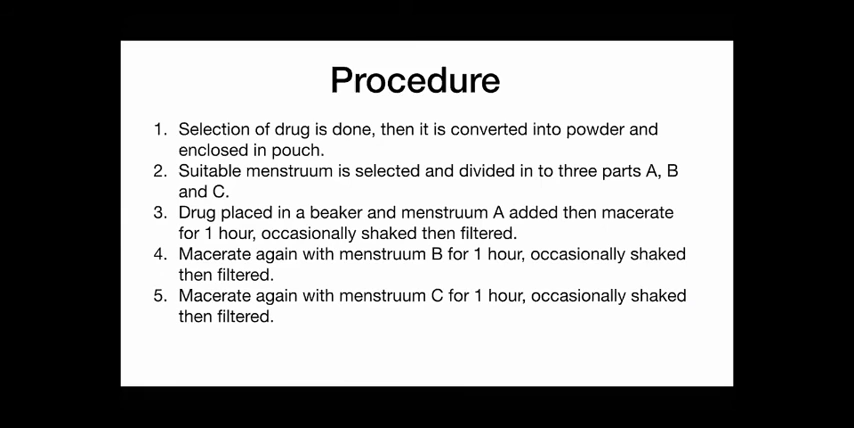 Procedure
1. Selection of drug is done, then it is converted into powder and
enclosed in pouch.
2. Suitable menstruum is selected and divided in to three parts A, B
and C.
3. Drug placed in a beaker and menstruum A added then macerate
for 1 hour, occasionally shaked then filtered.
4. Macerate again with menstruum B for 1 hour, occasionally shaked
then filtered.
5. Macerate again with menstruum C for 1 hour, occasionally shaked
then filtered.